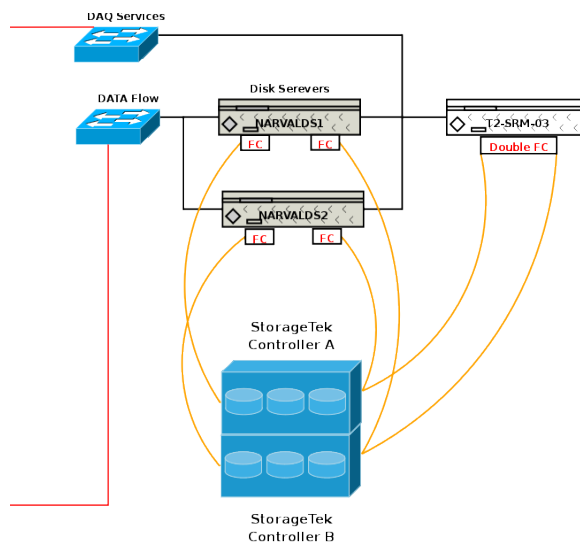 DAQ Services
Disk Serevers
DATA Flow
NARVALDS1
T2-SRM-03
FC
FC
Double FC
NARVALDS2
FC
FC
StorageTek
Controller A
StorageTek
Controller B